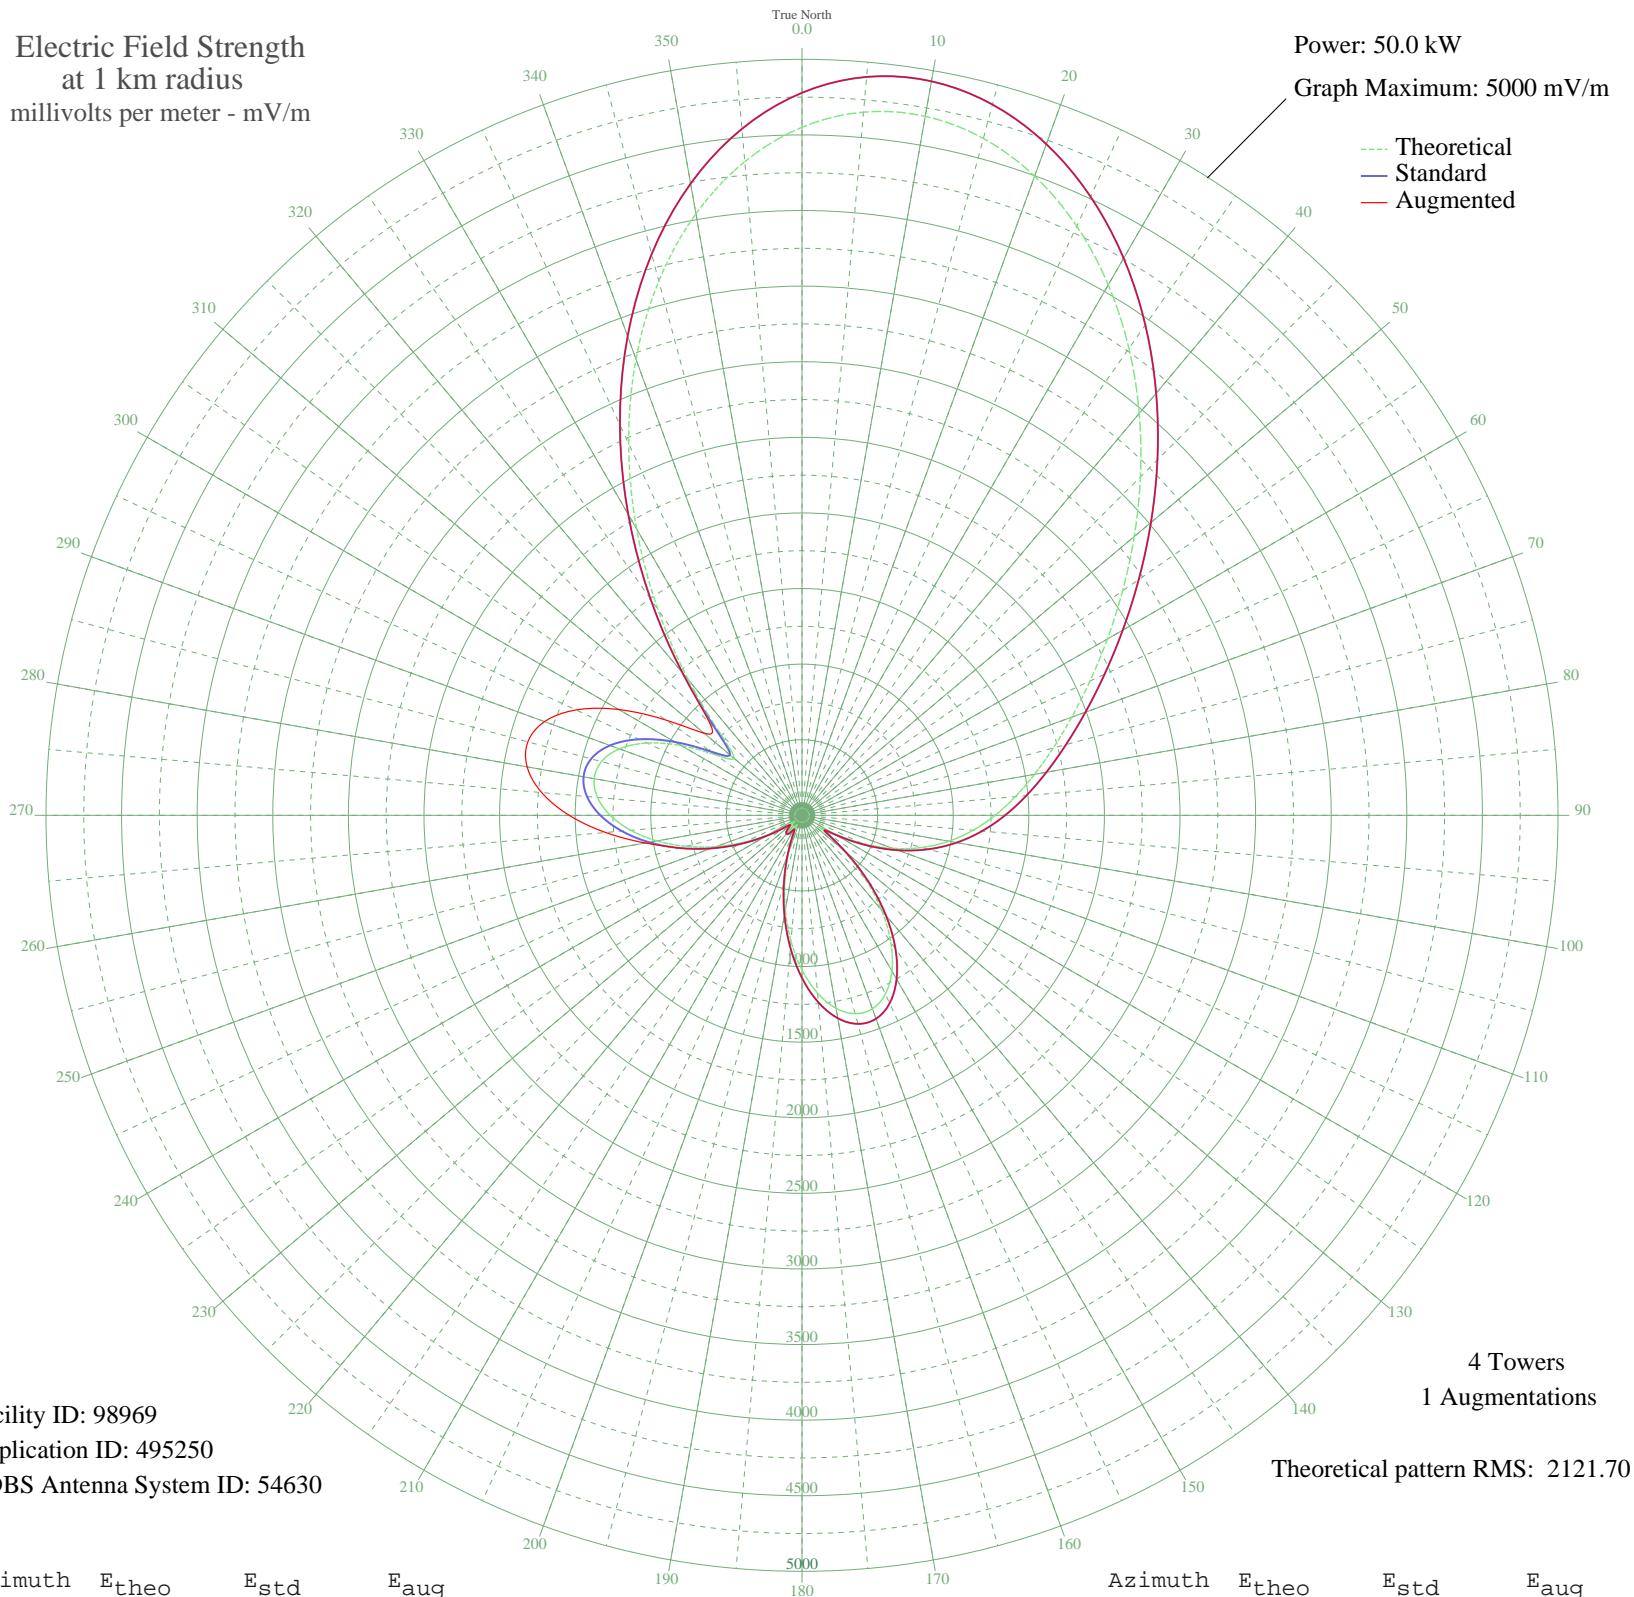 True North
0.0
Electric Field Strength
at 1 km radius
millivolts per meter - mV/m
Power: 50.0 kW
Graph Maximum: 5000 mV/m
Theoretical
Standard
Augmented
10
20
30
40
50
60
70
80
90
100
110
120
130
140
150
160
170
180
190
200
210
220
230
240
250
260
270
280
290
300
310
320
330
340
350
1000
1500
2000
2500
3000
3500
4000
4500
5000
4 Towers
1 Augmentations
Theoretical pattern RMS: 2121.70
cility ID: 98969
plication ID: 495250
DBS Antenna System ID: 54630
imuth Etheo Estd Eaug
Azimuth Etheo Estd Eaug